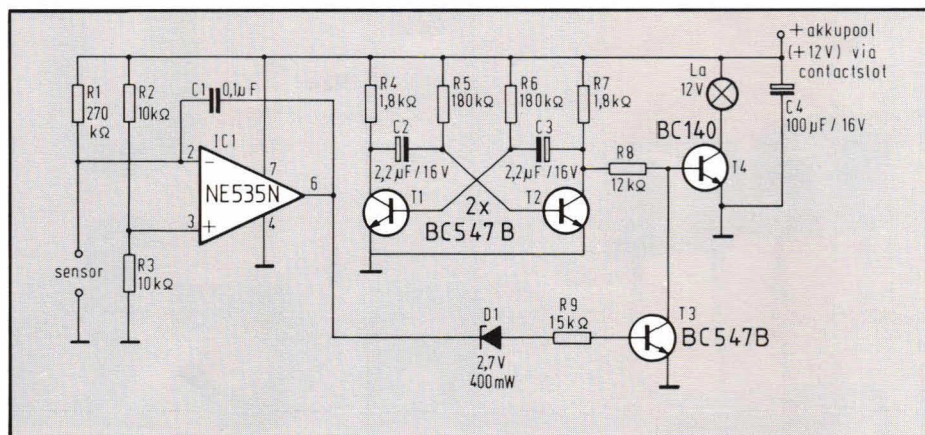 + akkupool
(+12V) via
contactslot
R1
270
kΩ
R2
10kΩ
C1
0,1µF
R4
1,8kΩ
R5
180kΩ
R6
180kΩ
R7
1,8kΩ
La
12V
C4
100µF/16V
IC1
2
-
NE535N
7
6
3
+
4
C2
2,2µF/16V
C3
2,2µF/16V
T1
T2
2x
BC547B
R8
12kΩ
BC140
T4
R3
10kΩ
sensor
D1
2,7V
400mW
R9
15kΩ
T3
BC547B